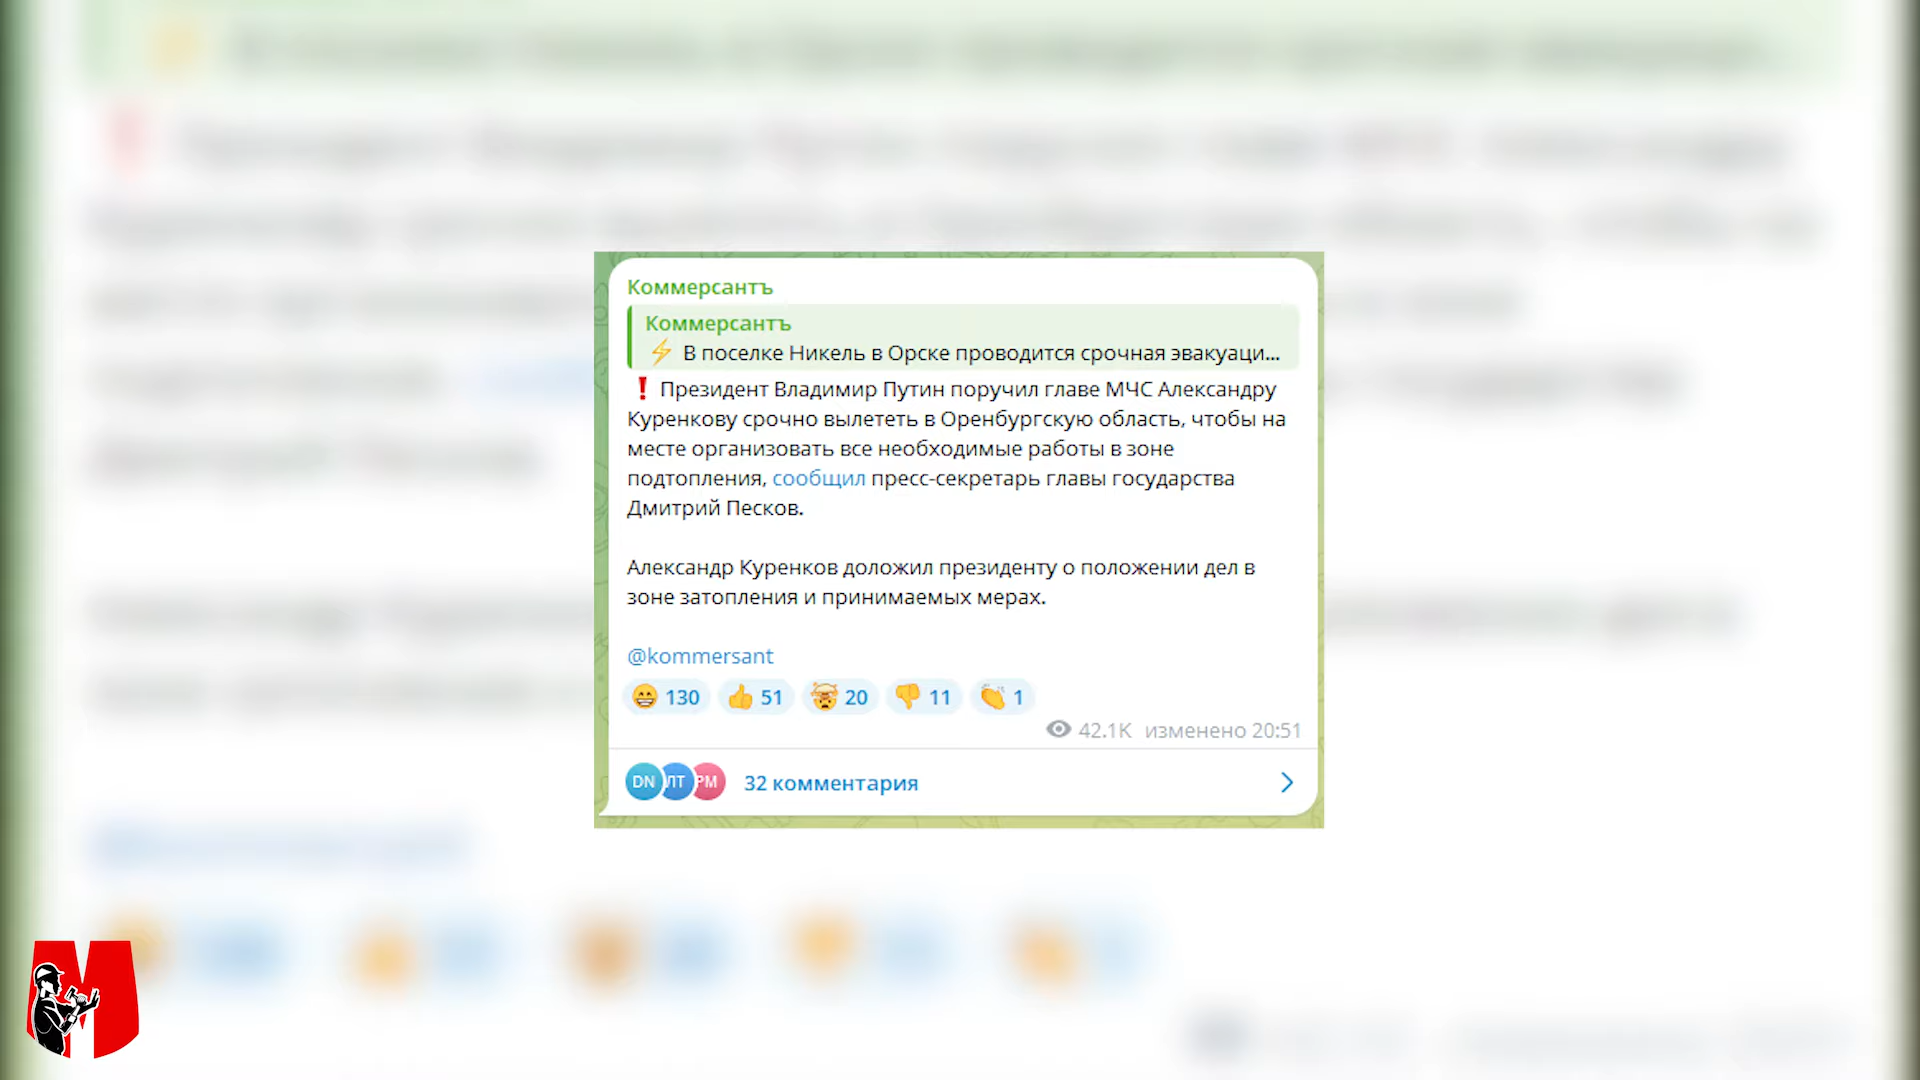 Коммерсантъ
Коммерсантъ
⚡ В поселке Никель в Орске проводится срочная эвакуаци...
❗ Президент Владимир Путин поручил главе МЧС Александру
Куренкову срочно вылететь в Оренбургскую область, чтобы на
месте организовать все необходимые работы в зоне
подтопления, сообщил пресс-секретарь главы государства
Дмитрий Песков.
Александр Куренков доложил президенту о положении дел в
зоне затопления и принимаемых мерах.
@kommersant
😁 130 👍 51 🤯 20 👎 11 👏 1
42.1K изменено 20:51
DN ЛТ РМ 32 комментария
М